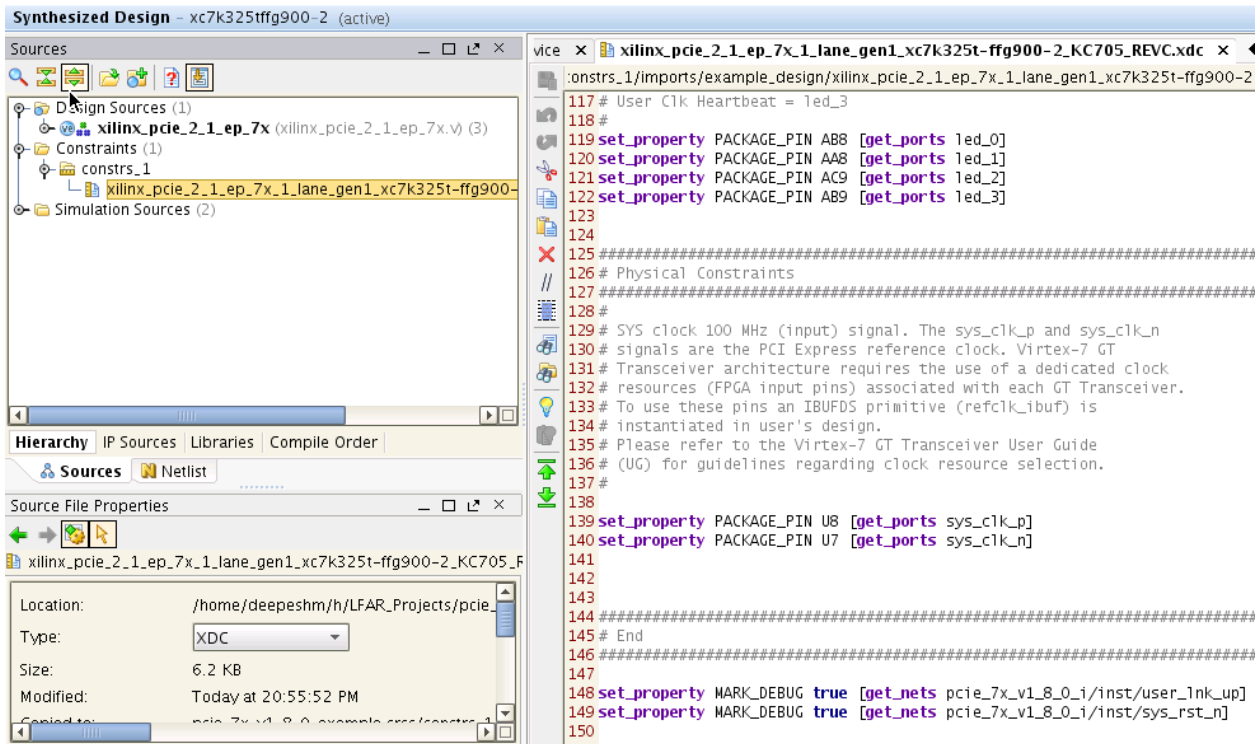 Synthesized Design - xc7k325tffg900-2 (active)
Sources
Design Sources (1)
xilinx_pcie_2_1_ep_7x (xilinx_pcie_2_1_ep_7x.v) (3)
Constraints (1)
constrs_1
xilinx_pcie_2_1_ep_7x_1_lane_gen1_xc7k325t-ffg900-
Simulation Sources (2)
Hierarchy IP Sources Libraries Compile Order
Sources Netlist
Source File Properties
xilinx_pcie_2_1_ep_7x_1_lane_gen1_xc7k325t-ffg900-2_KC705_F
Location: /home/deepeshm/h/LFAR_Projects/pcie_
Type: XDC
Size: 6.2 KB
Modified: Today at 20:55:52 PM
Copied to: pcie_7x_v1_8_0_example.srcs/constrs_1
vice xilinx_pcie_2_1_ep_7x_1_lane_gen1_xc7k325t-ffg900-2_KC705_REVC.xdc
:onstrs_1/imports/example_design/xilinx_pcie_2_1_ep_7x_1_lane_gen1_xc7k325t-ffg900-2
117 # User Clk Heartbeat = led_3
118 #
119 set_property PACKAGE_PIN AB8 [get_ports led_0]
120 set_property PACKAGE_PIN AA8 [get_ports led_1]
121 set_property PACKAGE_PIN AC9 [get_ports led_2]
122 set_property PACKAGE_PIN AB9 [get_ports led_3]
123
124
125 ########################################################################
126 # Physical Constraints
127 ########################################################################
128 #
129 # SYS clock 100 MHz (input) signal. The sys_clk_p and sys_clk_n
130 # signals are the PCI Express reference clock. Virtex-7 GT
131 # Transceiver architecture requires the use of a dedicated clock
132 # resources (FPGA input pins) associated with each GT Transceiver.
133 # To use these pins an IBUFDS primitive (refclk_ibuf) is
134 # instantiated in user's design.
135 # Please refer to the Virtex-7 GT Transceiver User Guide
136 # (UG) for guidelines regarding clock resource selection.
137 #
138
139 set_property PACKAGE_PIN U8 [get_ports sys_clk_p]
140 set_property PACKAGE_PIN U7 [get_ports sys_clk_n]
141
142
143
144 ########################################################################
145 # End
146 ########################################################################
147
148 set_property MARK_DEBUG true [get_nets pcie_7x_v1_8_0_i/inst/user_lnk_up]
149 set_property MARK_DEBUG true [get_nets pcie_7x_v1_8_0_i/inst/sys_rst_n]
150